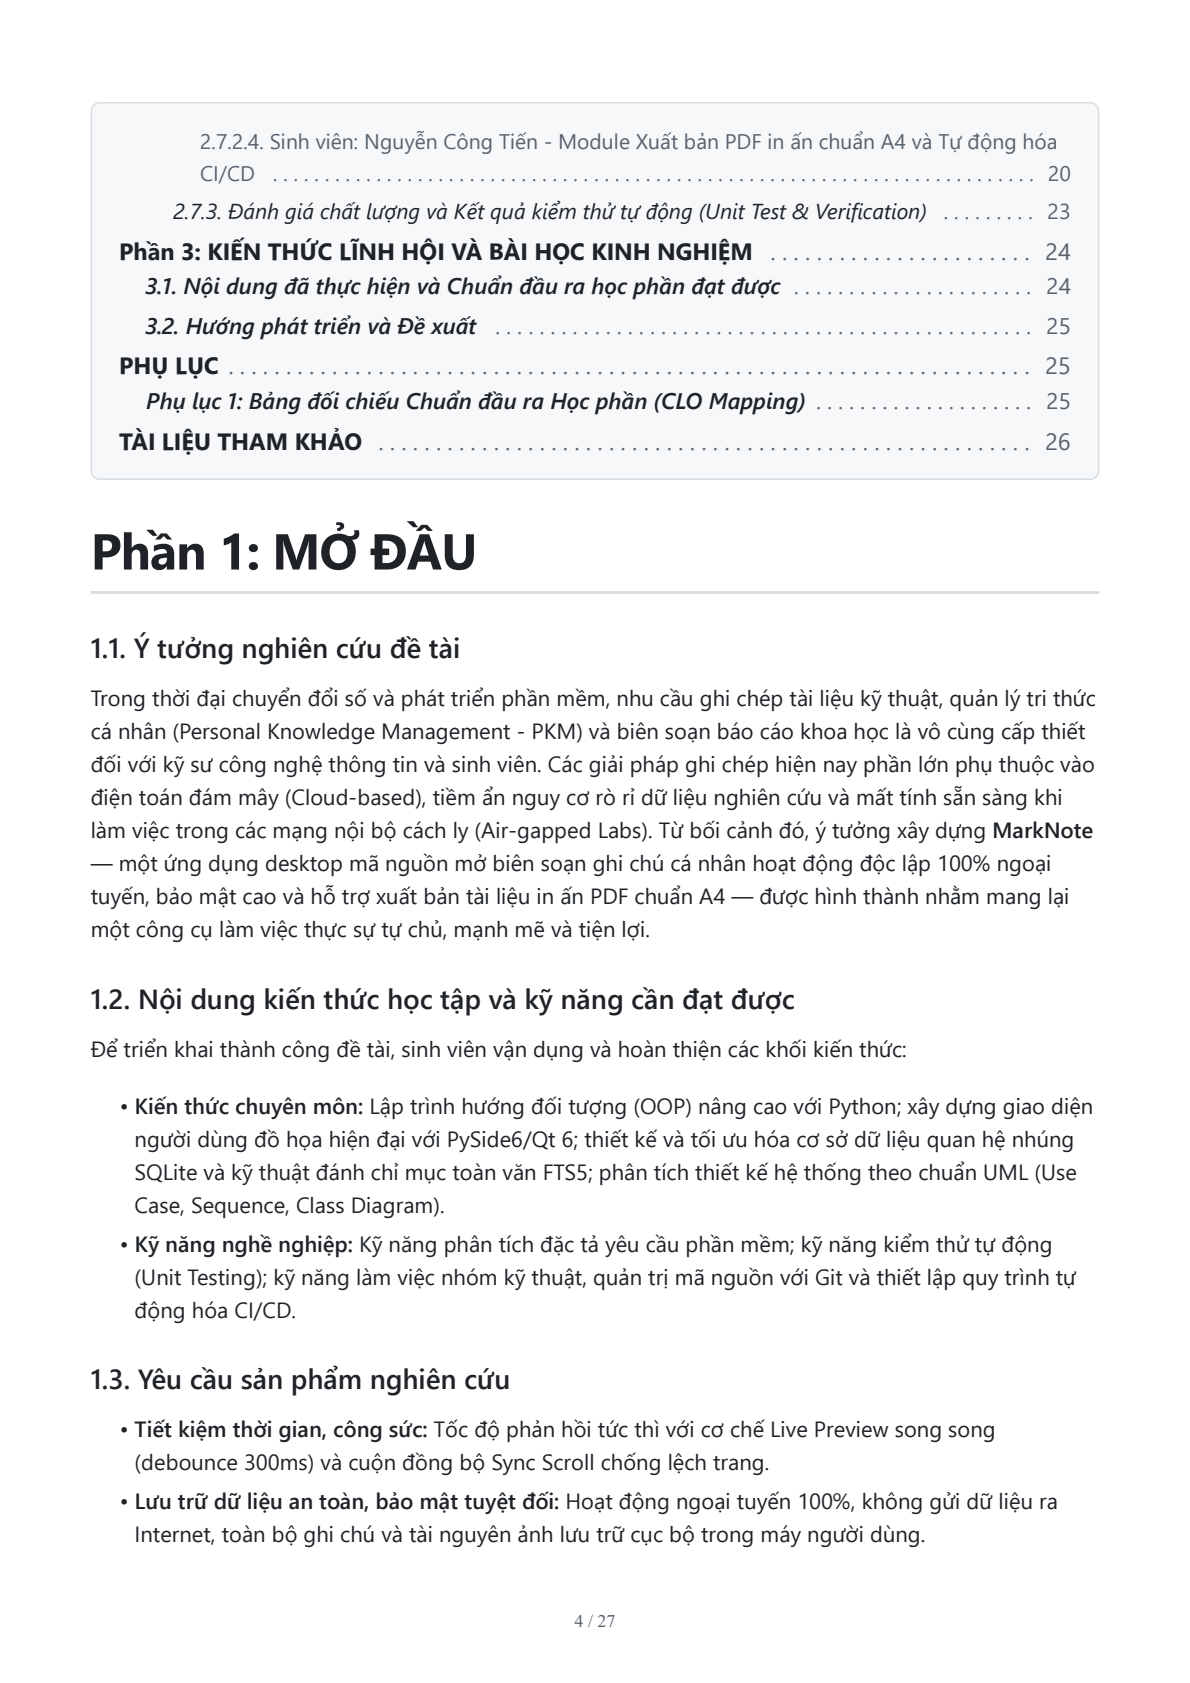 2.7.2.4. Sinh viên: Nguyễn Công Tiến - Module Xuất bản PDF in ấn chuẩn A4 và Tự động hóa
CI/CD . . . . . . . . . . . . . . . . . . . . . . . . . . . . . . . . . . . . . . . . . . . . . . . . . . . . . . . . . . . . . . . . . . . . . . 20
2.7.3. Đánh giá chất lượng và Kết quả kiểm thử tự động (Unit Test & Verification) . . . . . . . . . 23
Phần 3: KIẾN THỨC LĨNH HỘI VÀ BÀI HỌC KINH NGHIỆM . . . . . . . . . . . . . . . . . . . . . . . 24
3.1. Nội dung đã thực hiện và Chuẩn đầu ra học phần đạt được . . . . . . . . . . . . . . . . . . . . . 24
3.2. Hướng phát triển và Đề xuất . . . . . . . . . . . . . . . . . . . . . . . . . . . . . . . . . . . . . . . . . . . . . . . . 25
PHỤ LỤC . . . . . . . . . . . . . . . . . . . . . . . . . . . . . . . . . . . . . . . . . . . . . . . . . . . . . . . . . . . . . . . . . . . . . . . 25
Phụ lục 1: Bảng đối chiếu Chuẩn đầu ra Học phần (CLO Mapping) . . . . . . . . . . . . . . . . . . . 25
TÀI LIỆU THAM KHẢO . . . . . . . . . . . . . . . . . . . . . . . . . . . . . . . . . . . . . . . . . . . . . . . . . . . . . . . . . . 26
Phần 1: MỞ ĐẦU
1.1. Ý tưởng nghiên cứu đề tài
Trong thời đại chuyển đổi số và phát triển phần mềm, nhu cầu ghi chép tài liệu kỹ thuật, quản lý tri thức
cá nhân (Personal Knowledge Management - PKM) và biên soạn báo cáo khoa học là vô cùng cấp thiết
đối với kỹ sư công nghệ thông tin và sinh viên. Các giải pháp ghi chép hiện nay phần lớn phụ thuộc vào
điện toán đám mây (Cloud-based), tiềm ẩn nguy cơ rò rỉ dữ liệu nghiên cứu và mất tính sẵn sàng khi
làm việc trong các mạng nội bộ cách ly (Air-gapped Labs). Từ bối cảnh đó, ý tưởng xây dựng MarkNote
— một ứng dụng desktop mã nguồn mở biên soạn ghi chú cá nhân hoạt động độc lập 100% ngoại
tuyến, bảo mật cao và hỗ trợ xuất bản tài liệu in ấn PDF chuẩn A4 — được hình thành nhằm mang lại
một công cụ làm việc thực sự tự chủ, mạnh mẽ và tiện lợi.
1.2. Nội dung kiến thức học tập và kỹ năng cần đạt được
Để triển khai thành công đề tài, sinh viên vận dụng và hoàn thiện các khối kiến thức:
• Kiến thức chuyên môn: Lập trình hướng đối tượng (OOP) nâng cao với Python; xây dựng giao diện
người dùng đồ họa hiện đại với PySide6/Qt 6; thiết kế và tối ưu hóa cơ sở dữ liệu quan hệ nhúng
SQLite và kỹ thuật đánh chỉ mục toàn văn FTS5; phân tích thiết kế hệ thống theo chuẩn UML (Use
Case, Sequence, Class Diagram).
• Kỹ năng nghề nghiệp: Kỹ năng phân tích đặc tả yêu cầu phần mềm; kỹ năng kiểm thử tự động
(Unit Testing); kỹ năng làm việc nhóm kỹ thuật, quản trị mã nguồn với Git và thiết lập quy trình tự
động hóa CI/CD.
1.3. Yêu cầu sản phẩm nghiên cứu
• Tiết kiệm thời gian, công sức: Tốc độ phản hồi tức thì với cơ chế Live Preview song song
(debounce 300ms) và cuộn đồng bộ Sync Scroll chống lệch trang.
• Lưu trữ dữ liệu an toàn, bảo mật tuyệt đối: Hoạt động ngoại tuyến 100%, không gửi dữ liệu ra
Internet, toàn bộ ghi chú và tài nguyên ảnh lưu trữ cục bộ trong máy người dùng.
4 / 27